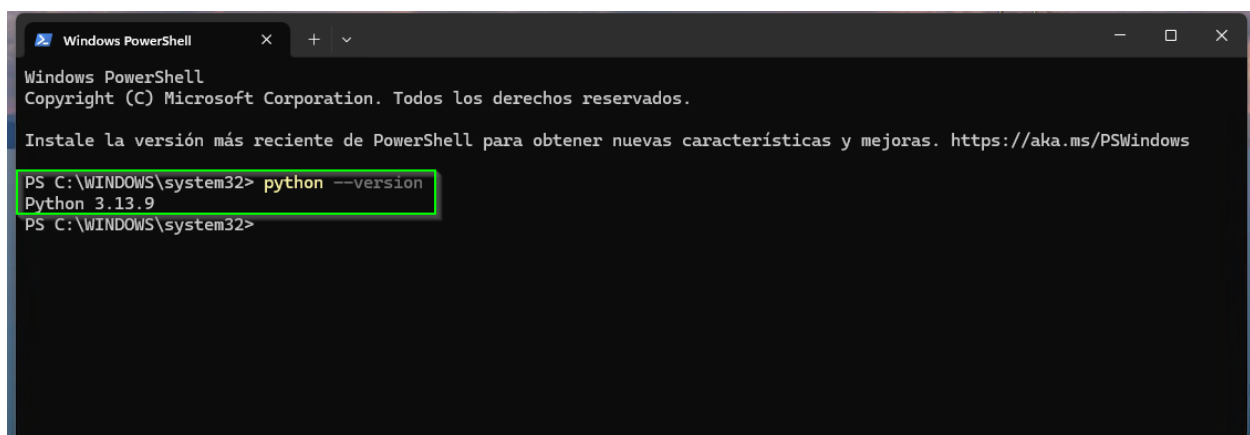 Windows PowerShell
Windows PowerShell
Copyright (C) Microsoft Corporation. Todos los derechos reservados.
Instale la versión más reciente de PowerShell para obtener nuevas características y mejoras. https://aka.ms/PSWindows
PS C:\WINDOWS\system32> python --version
Python 3.13.9
PS C:\WINDOWS\system32>